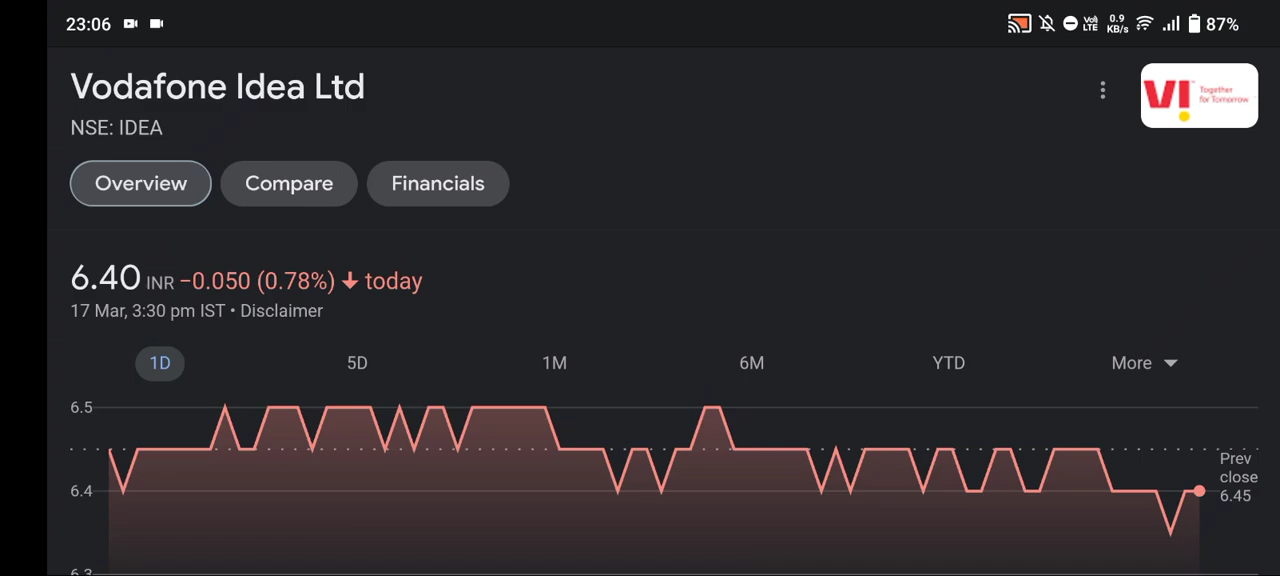 23:06
Vo) LTE 0.9 KB/s 87%
Vodafone Idea Ltd
NSE: IDEA
VI Together for Tomorrow
Overview Compare Financials
6.40 INR −0.050 (0.78%) ↓ today
17 Mar, 3:30 pm IST • Disclaimer
1D 5D 1M 6M YTD More
6.5
Prev
close
6.45
6.4
6.3